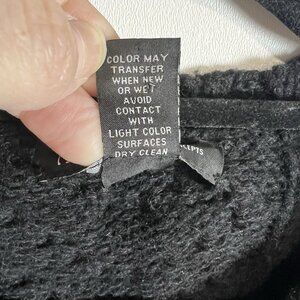 COLOR MAY
TRANSFER
WHEN NEW
OR WET
AVOID
CONTACT
WITH
LIGHT COLOR
SURFACES
DRY CLEAN